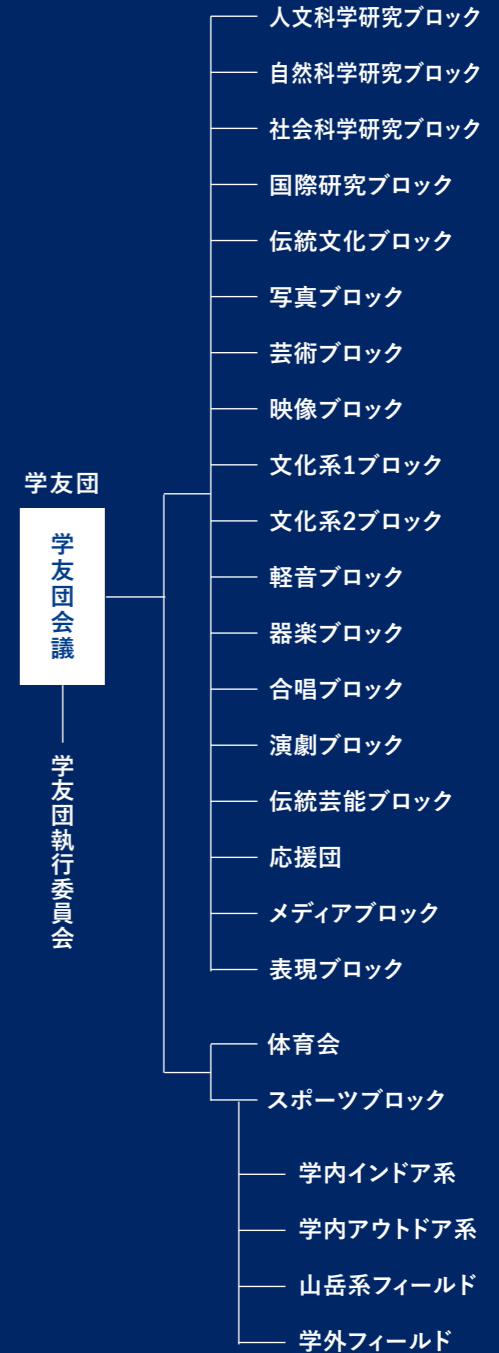 学友団
学友団会議
学友団執行委員会
人文科学研究ブロック
自然科学研究ブロック
社会科学研究ブロック
国際研究ブロック
伝統文化ブロック
写真ブロック
芸術ブロック
映像ブロック
文化系1ブロック
文化系2ブロック
軽音ブロック
器楽ブロック
合唱ブロック
演劇ブロック
伝統芸能ブロック
応援団
メディアブロック
表現ブロック
体育会
スポーツブロック
学内インドア系
学内アウトドア系
山岳系フィールド
学外フィールド